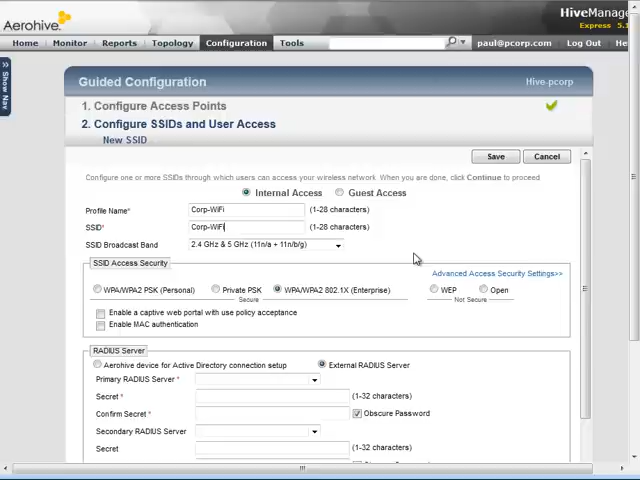 HiveManage
Aerohive.
Express 5.
Home Monitor Reports Topology Configuration Tools paul@pcorp.com Log Out He
Show Nav
Guided Configuration Hive-pcorp
1. Configure Access Points
2. Configure SSIDs and User Access
New SSID
Save Cancel
Configure one or more SSIDs through which users can access your wireless network. When you are done, click Continue to proceed
Internal Access Guest Access
Profile Name* Corp-WiFi (1-28 characters)
SSID* Corp-WiFi (1-28 characters)
SSID Broadcast Band 2.4 GHz & 5 GHz (11n/a + 11n/b/g)
SSID Access Security
Advanced Access Security Settings>>
WPA/WPA2 PSK (Personal) Private PSK WPA/WPA2 802.1X (Enterprise) WEP Open
Secure Not Secure
Enable a captive web portal with use policy acceptance
Enable MAC authentication
RADIUS Server
Aerohive device for Active Directory connection setup External RADIUS Server
Primary RADIUS Server *
Secret * (1-32 characters)
Confirm Secret * Obscure Password
Secondary RADIUS Server
Secret (1-32 characters)